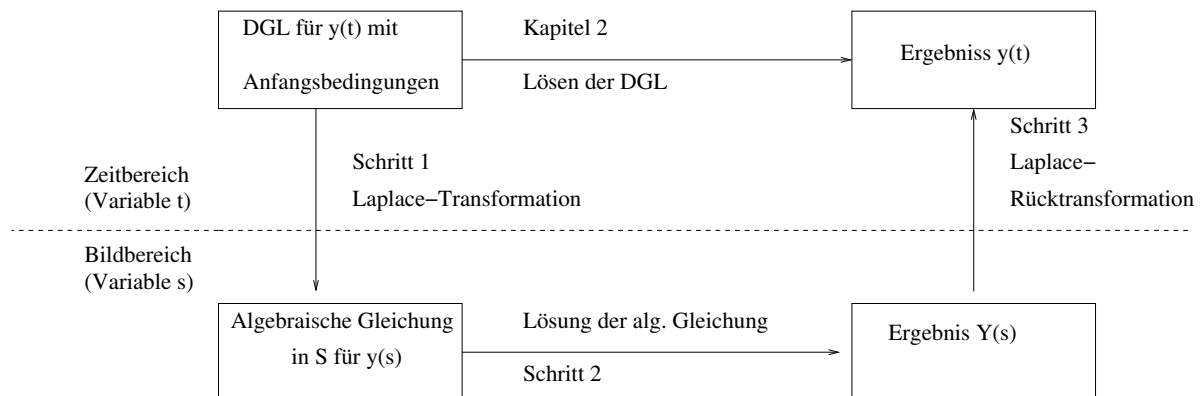 DGL für y(t) mit
Anfangsbedingungen
Kapitel 2
Lösen der DGL
Ergebniss y(t)
Schritt 1
Laplace−Transformation
Schritt 3
Laplace−
Rücktransformation
Zeitbereich
(Variable t)
Bildbereich
(Variable s)
Algebraische Gleichung
in S für y(s)
Lösung der alg. Gleichung
Schritt 2
Ergebnis Y(s)